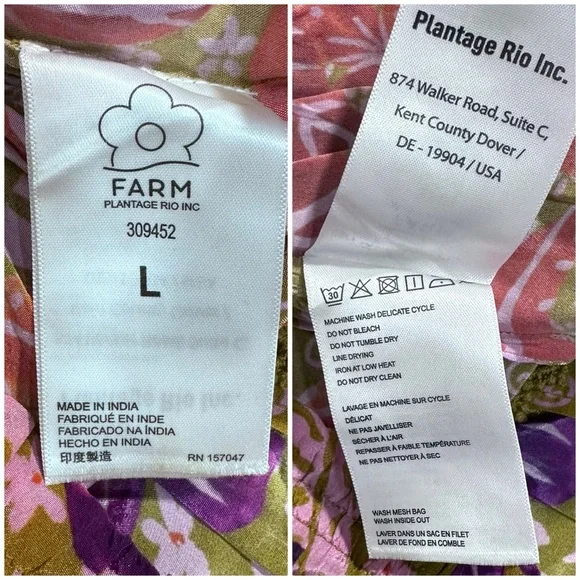 FARM
PLANTAGE RIO INC
309452
L
MADE IN INDIA
FABRIQUÉ EN INDE
FABRICADO NA ÍNDIA
HECHO EN INDIA
印度製造
RN 157047
Plantage Rio Inc.
874 Walker Road, Suite C,
Kent County Dover /
DE - 19904 / USA
30
MACHINE WASH DELICATE CYCLE
DO NOT BLEACH
DO NOT TUMBLE DRY
LINE DRYING
IRON AT LOW HEAT
DO NOT DRY CLEAN
LAVAGE EN MACHINE SUR CYCLE
DÉLICAT
NE PAS JAVELLISER
SÉCHER À L'AIR
REPASSER À FAIBLE TEMPÉRATURE
NE PAS NETTOYER À SEC
WASH MESH BAG
WASH INSIDE OUT
LAVER DANS UN SAC EN FILET
LAVER DE FOND EN COMBLE